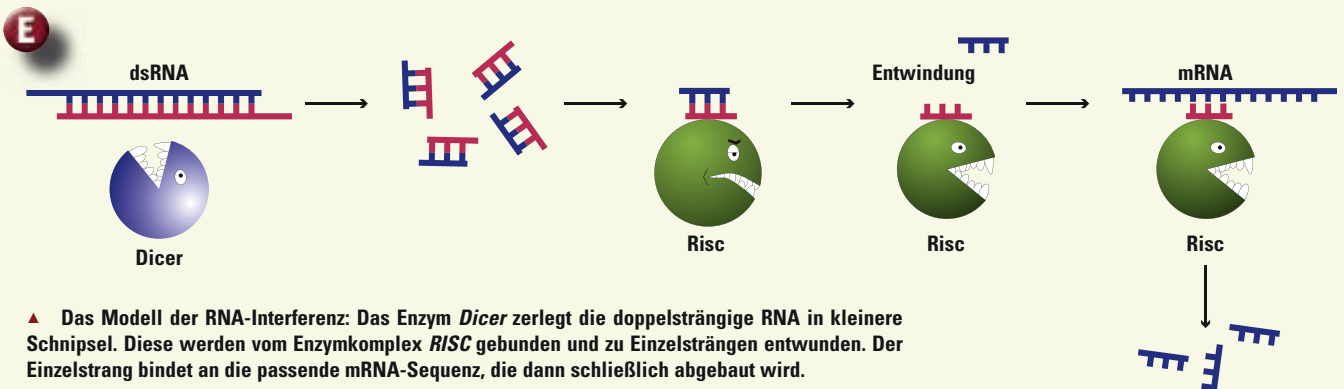 E
dsRNA
Dicer
Risc
Entwindung
Risc
mRNA
Risc
▲ Das Modell der RNA-Interferenz: Das Enzym Dicer zerlegt die doppelsträngige RNA in kleinere
Schnipsel. Diese werden vom Enzymkomplex RISC gebunden und zu Einzelsträngen entwunden. Der
Einzelstrang bindet an die passende mRNA-Sequenz, die dann schließlich abgebaut wird.